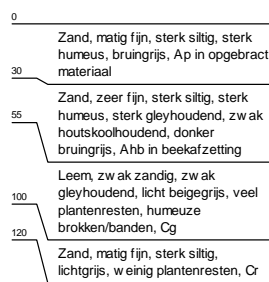 0
Zand, matig fijn, sterk siltig, sterk
humeus, bruingrijs, Ap in opgebract
materiaal
30
Zand, zeer fijn, sterk siltig, sterk
humeus, sterk gleyhoudend, zwak
houtskoolhoudend, donker
bruingrijs, Ahb in beekafzetting
55
Leem, zwak zandig, zwak
gleyhoudend, licht beigegrijs, veel
plantenresten, humeuze
brokken/banden, Cg
100
Zand, matig fijn, sterk siltig,
lichtgrijs, weinig plantenresten, Cr
120